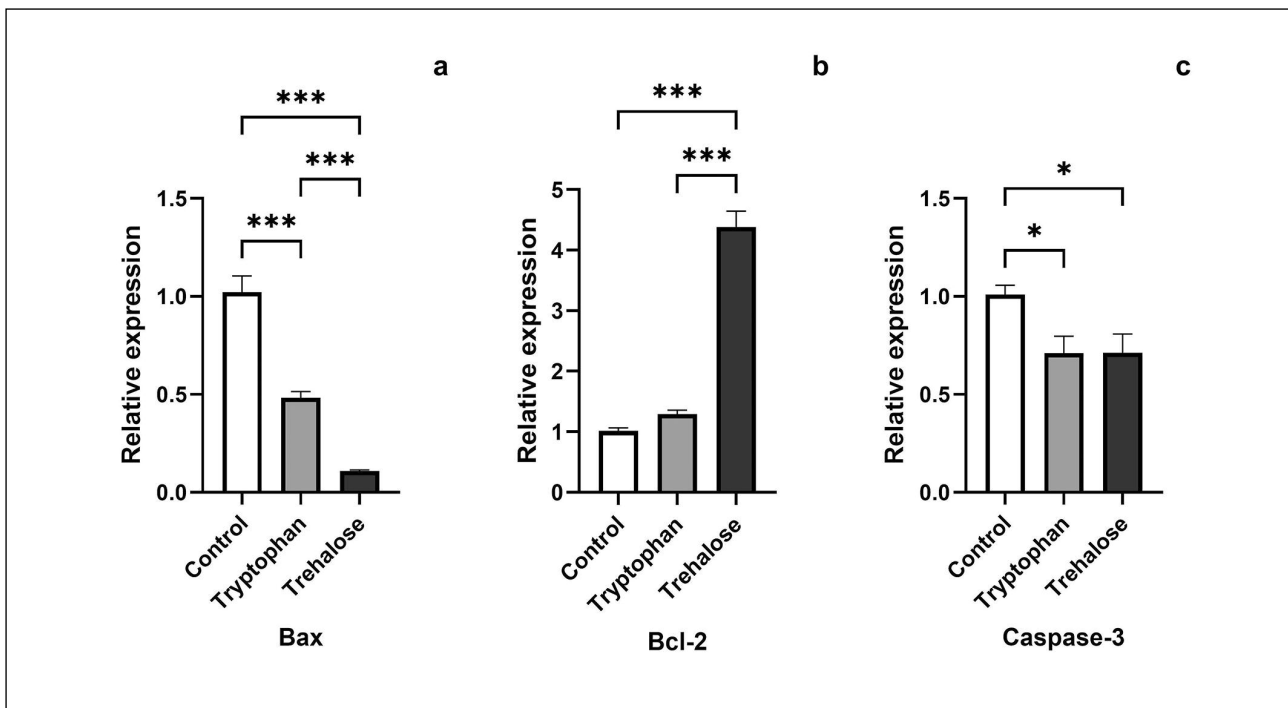 a
***
***
***
1.5
1.0
0.5
0.0
Relative expression
Control
Tryptophan
Trehalose
Bax
b
***
***
5
4
3
2
1
0
Relative expression
Control
Tryptophan
Trehalose
Bcl-2
c
*
*
1.5
1.0
0.5
0.0
Relative expression
Control
Tryptophan
Trehalose
Caspase-3